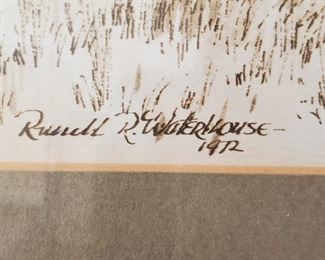 Russell R. Waterhouse-
1972